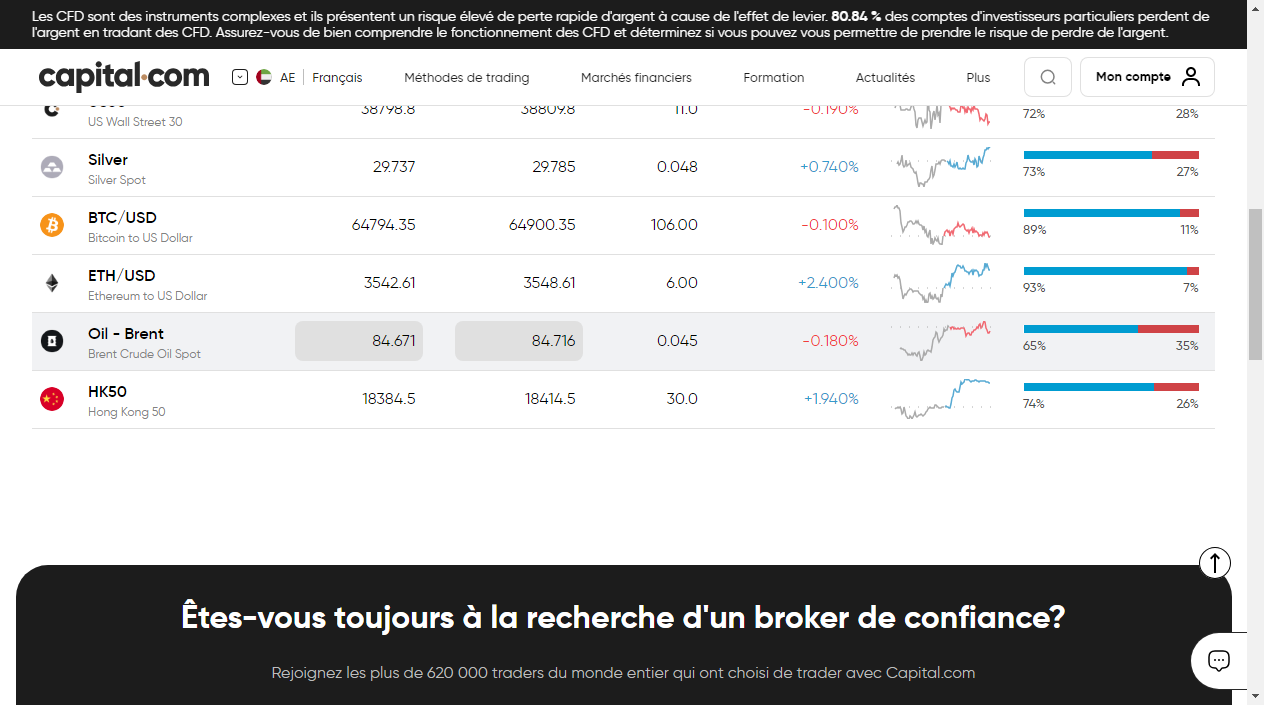 Les CFD sont des instruments complexes et ils présentent un risque élevé de perte rapide d'argent à cause de l'effet de levier. 80.84 % des comptes d'investisseurs particuliers perdent de
l'argent en tradant des CFD. Assurez-vous de bien comprendre le fonctionnement des CFD et déterminez si vous pouvez vous permettre de prendre le risque de perdre de l'argent.
capital.com AE Français Méthodes de trading Marchés financiers Formation Actualités Plus Mon compte
38798.8 38809.8 11.0 -0.190%
US Wall Street 30 72% 28%
Silver
Silver Spot
29.737 29.785 0.048 +0.740%
73% 27%
BTC/USD
Bitcoin to US Dollar
64794.35 64900.35 106.00 -0.100%
89% 11%
ETH/USD
Ethereum to US Dollar
3542.61 3548.61 6.00 +2.400%
93% 7%
Oil - Brent
Brent Crude Oil Spot
84.671 84.716 0.045 -0.180%
65% 35%
HK50
Hong Kong 50
18384.5 18414.5 30.0 +1.940%
74% 26%
Êtes-vous toujours à la recherche d'un broker de confiance?
Rejoignez les plus de 620 000 traders du monde entier qui ont choisi de trader avec Capital.com